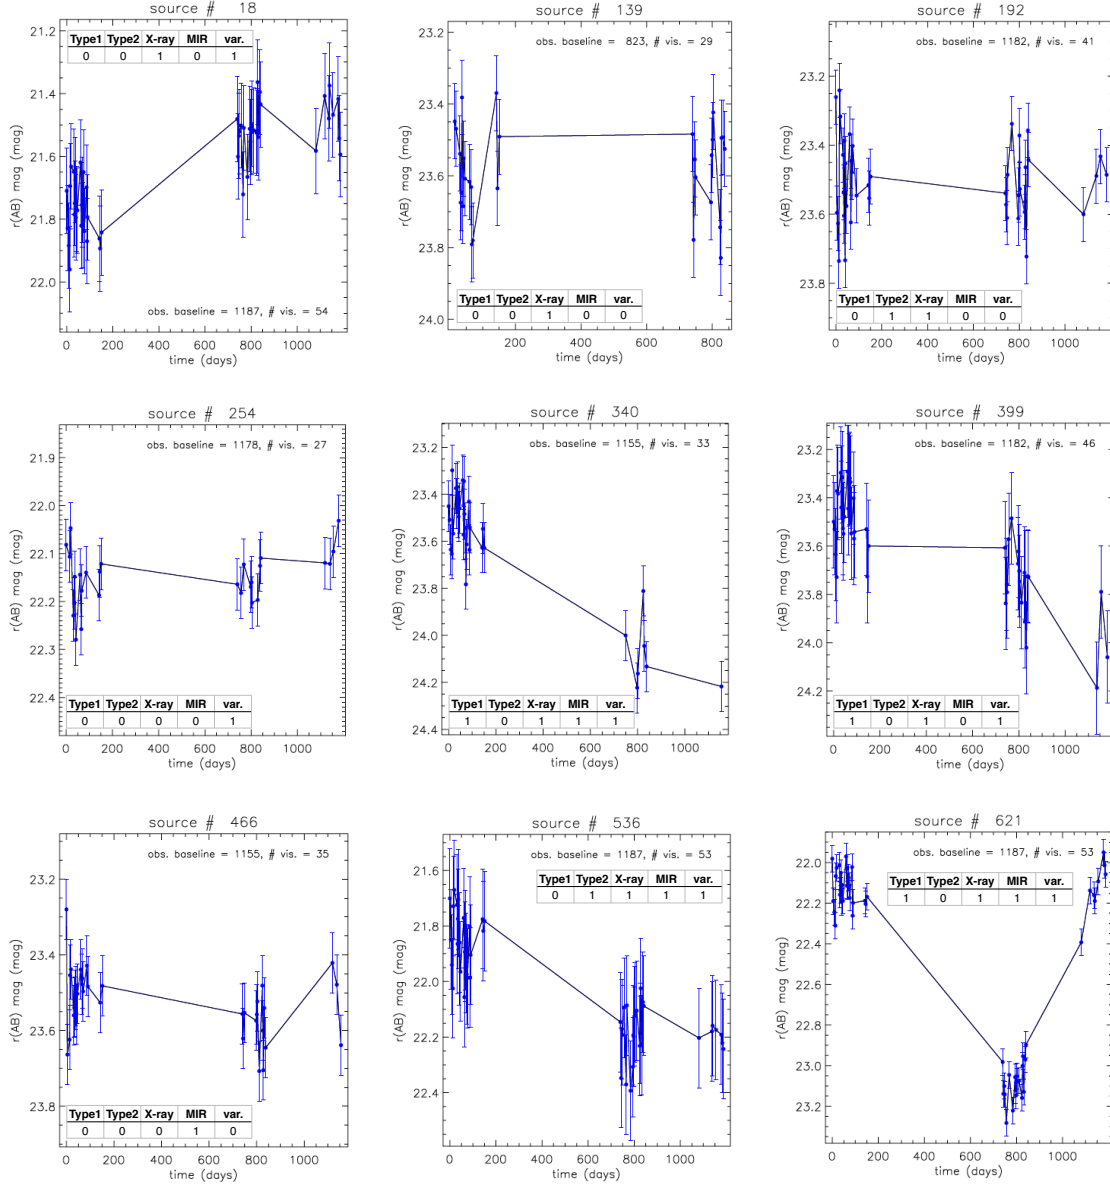 source # 18
21.2
21.4
21.6
21.8
22.0
r(AB) mag (mag)
Type1 Type2 X-ray MIR var.
0 0 1 0 1
obs. baseline = 1187, # vis. = 54
0 200 400 600 800 1000
time (days)
source # 139
23.2
23.4
23.6
23.8
24.0
r(AB) mag (mag)
obs. baseline = 823, # vis. = 29
Type1 Type2 X-ray MIR var.
0 0 1 0 0
200 400 600 800
time (days)
source # 192
23.2
23.4
23.6
23.8
r(AB) mag (mag)
obs. baseline = 1182, # vis. = 41
Type1 Type2 X-ray MIR var.
0 1 1 0 0
0 200 400 600 800 1000
time (days)
source # 254
21.9
22.0
22.1
22.2
22.3
22.4
r(AB) mag (mag)
obs. baseline = 1178, # vis. = 27
Type1 Type2 X-ray MIR var.
0 0 0 0 1
0 200 400 600 800 1000
time (days)
source # 340
23.2
23.4
23.6
23.8
24.0
24.2
24.4
r(AB) mag (mag)
obs. baseline = 1155, # vis. = 33
Type1 Type2 X-ray MIR var.
1 0 1 1 1
0 200 400 600 800 1000
time (days)
source # 399
23.2
23.4
23.6
23.8
24.0
24.2
r(AB) mag (mag)
obs. baseline = 1182, # vis. = 46
Type1 Type2 X-ray MIR var.
1 0 1 0 1
0 200 400 600 800 1000
time (days)
source # 466
23.2
23.4
23.6
23.8
r(AB) mag (mag)
obs. baseline = 1155, # vis. = 35
Type1 Type2 X-ray MIR var.
0 0 0 1 0
0 200 400 600 800 1000
time (days)
source # 536
21.6
21.8
22.0
22.2
22.4
r(AB) mag (mag)
obs. baseline = 1187, # vis. = 53
Type1 Type2 X-ray MIR var.
0 1 1 1 1
0 200 400 600 800 1000
time (days)
source # 621
22.0
22.2
22.4
22.6
22.8
23.0
23.2
r(AB) mag (mag)
obs. baseline = 1187, # vis. = 53
Type1 Type2 X-ray MIR var.
1 0 1 1 1
0 200 400 600 800 1000
time (days)